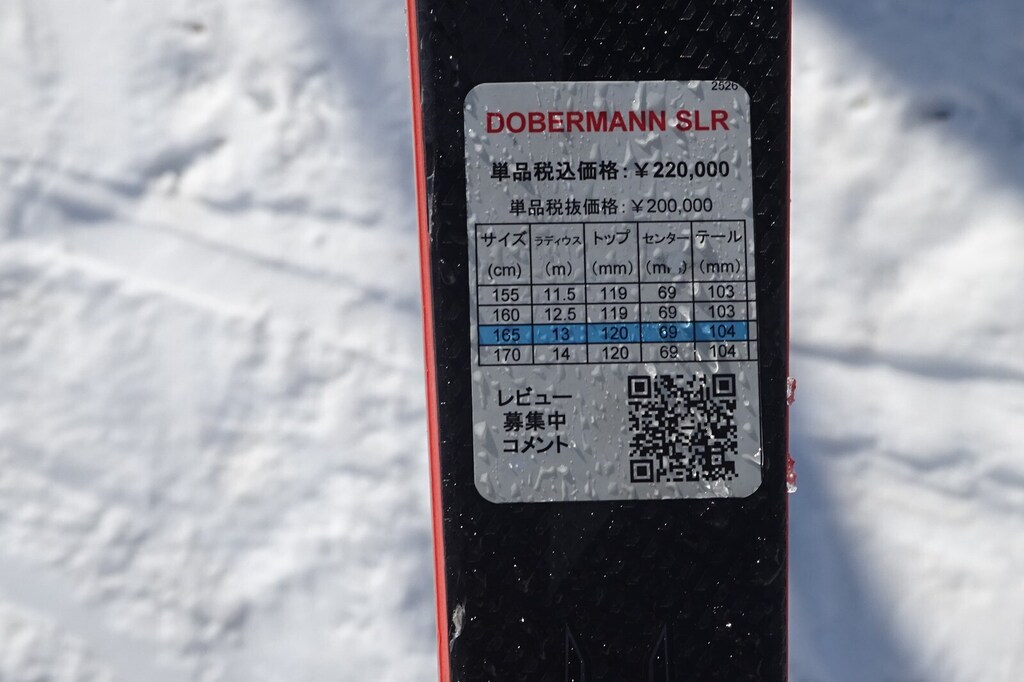 2526
DOBERMANN SLR
単品税込価格:￥220,000
単品税抜価格:￥200,000
サイズ ラディウス トップ センター テール
(cm) (m) (mm) (mm) (mm)
155 11.5 119 69 103
160 12.5 119 69 103
165 13 120 69 104
170 14 120 69 104
レビュー
募集中
コメント